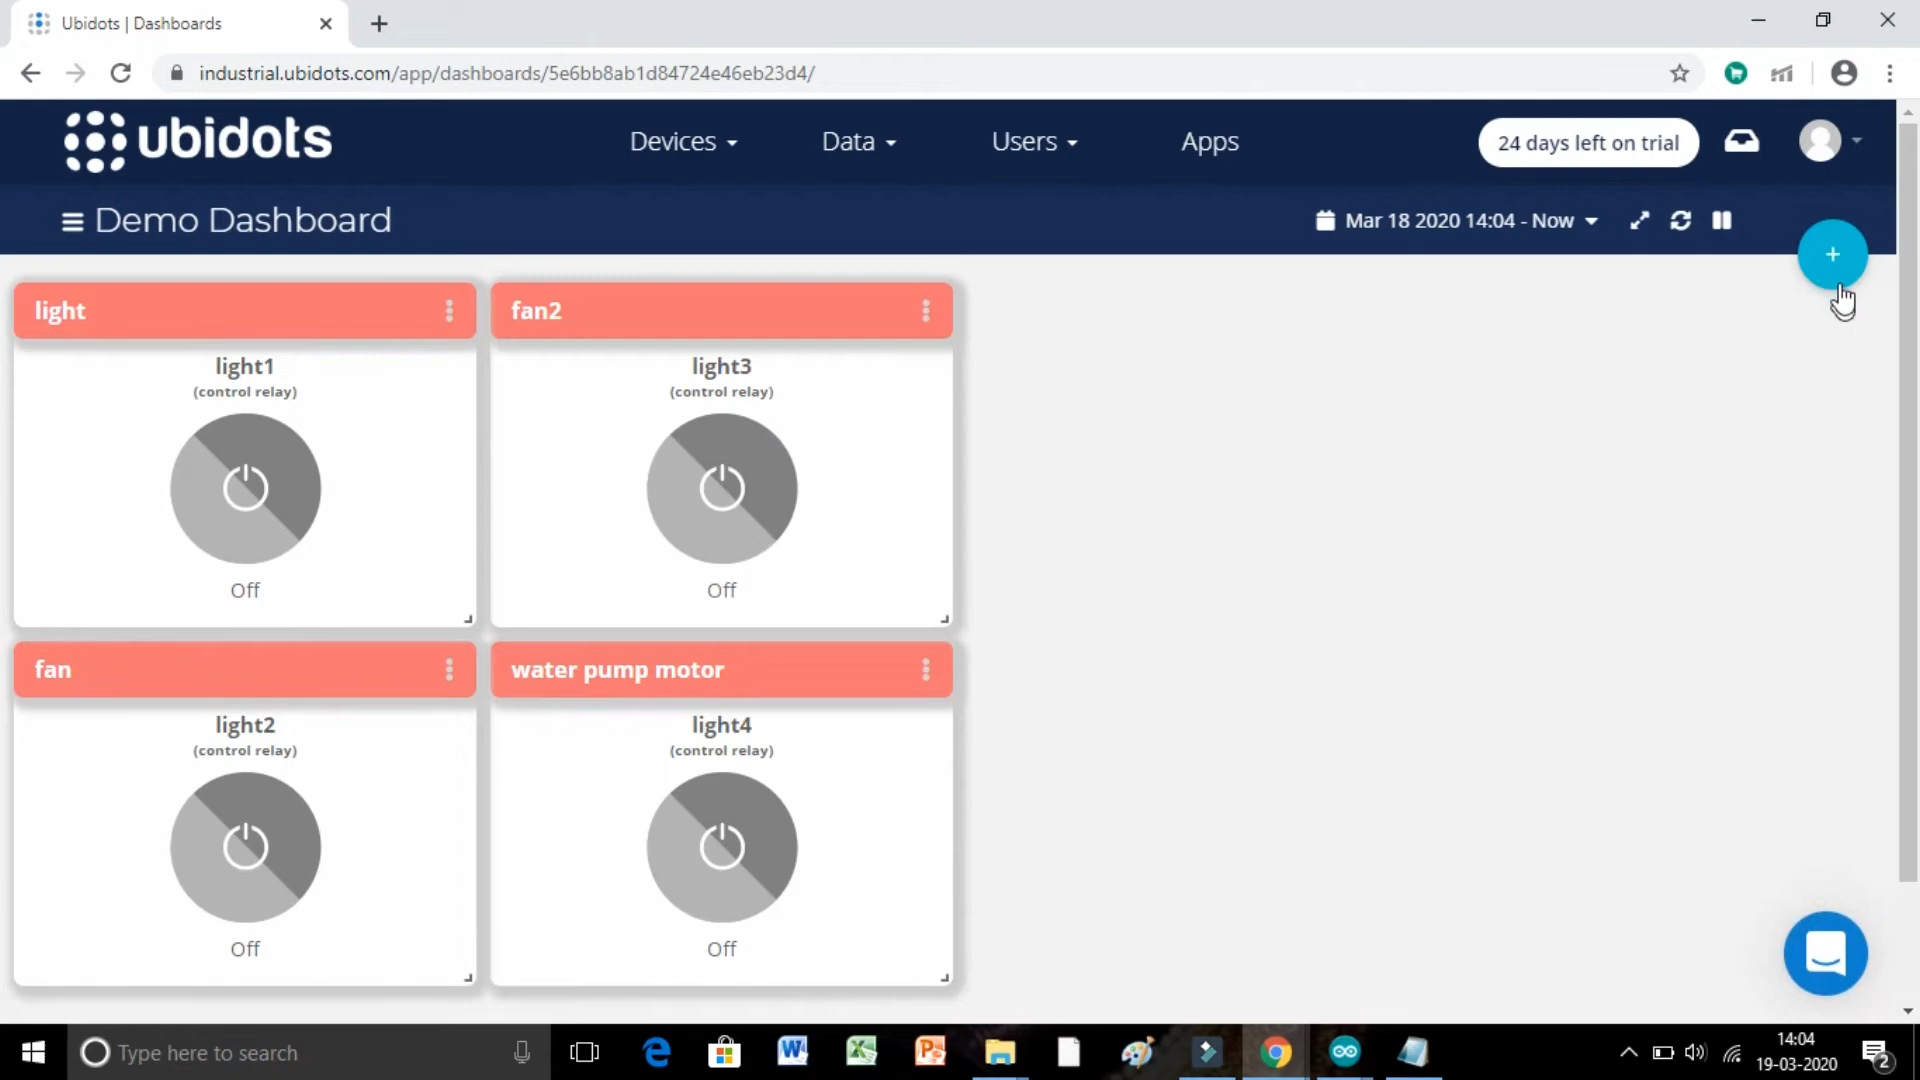 Ubidots | Dashboards
industrial.ubidots.com/app/dashboards/5e6bb8ab1d84724e46eb23d4/
ubidots
Devices
Data
Users
Apps
24 days left on trial
Demo Dashboard
Mar 18 2020 14:04 - Now
+
light
fan2
light1
(control relay)
Off
light3
(control relay)
Off
fan
water pump motor
light2
(control relay)
Off
light4
(control relay)
Off
Type here to search
14:04
19-03-2020
2